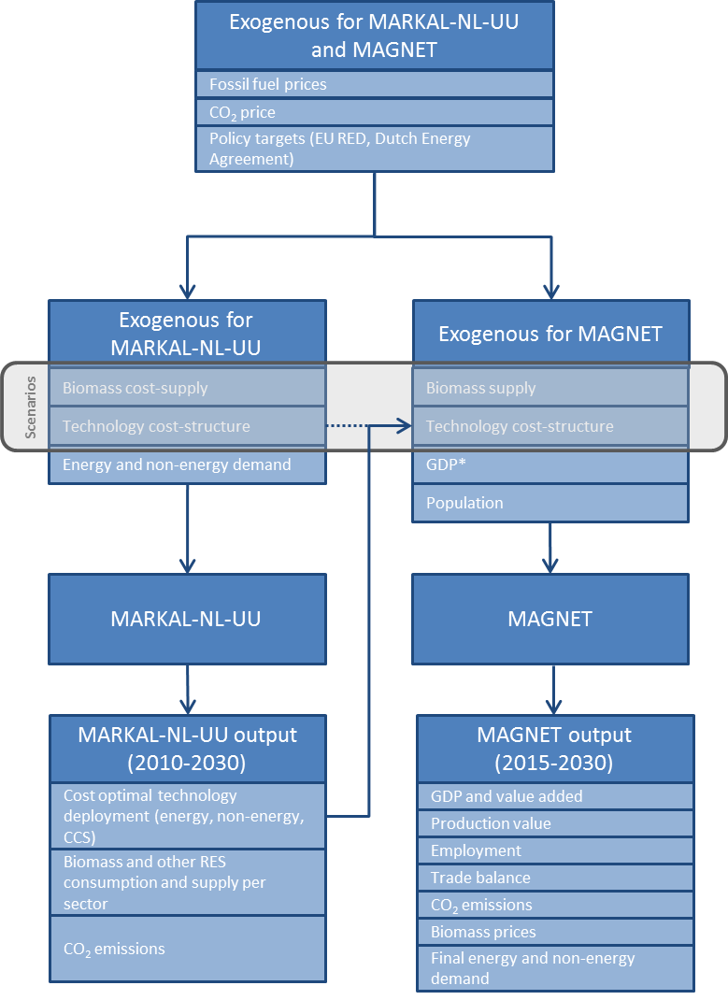 Exogenous for MARKAL-NL-UU
and MAGNET
Fossil fuel prices
CO₂ price
Policy targets (EU RED, Dutch Energy
Agreement)
Exogenous for
MARKAL-NL-UU
Scenarios
Biomass cost-supply
Technology cost-structure
Energy and non-energy demand
Exogenous for MAGNET
Biomass supply
Technology cost-structure
GDP*
Population
MARKAL-NL-UU
MAGNET
MARKAL-NL-UU output
(2010-2030)
Cost optimal technology
deployment (energy, non-energy,
CCS)
Biomass and other RES
consumption and supply per
sector
CO₂ emissions
MAGNET output
(2015-2030)
GDP and value added
Production value
Employment
Trade balance
CO₂ emissions
Biomass prices
Final energy and non-energy
demand